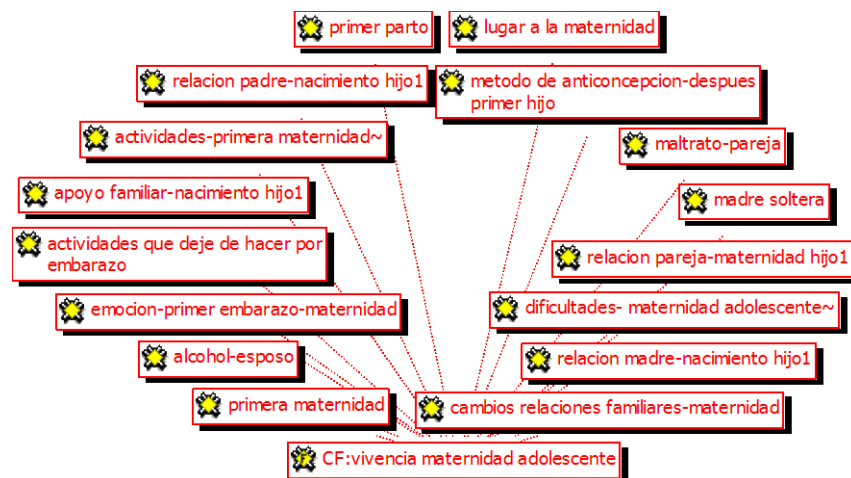 primer parto
lugar a la maternidad
relacion padre-nacimiento hijo1
metodo de anticoncepcion-despues
primer hijo
actividades-primera maternidad~
maltrato-pareja
apoyo familiar-nacimiento hijo1
madre soltera
actividades que deje de hacer por
embarazo
relacion pareja-maternidad hijo1
emocion-primer embarazo-maternidad
dificultades- maternidad adolescente~
alcohol-esposo
relacion madre-nacimiento hijo1
primera maternidad
cambios relaciones familiares-maternidad
CF:vivencia maternidad adolescente